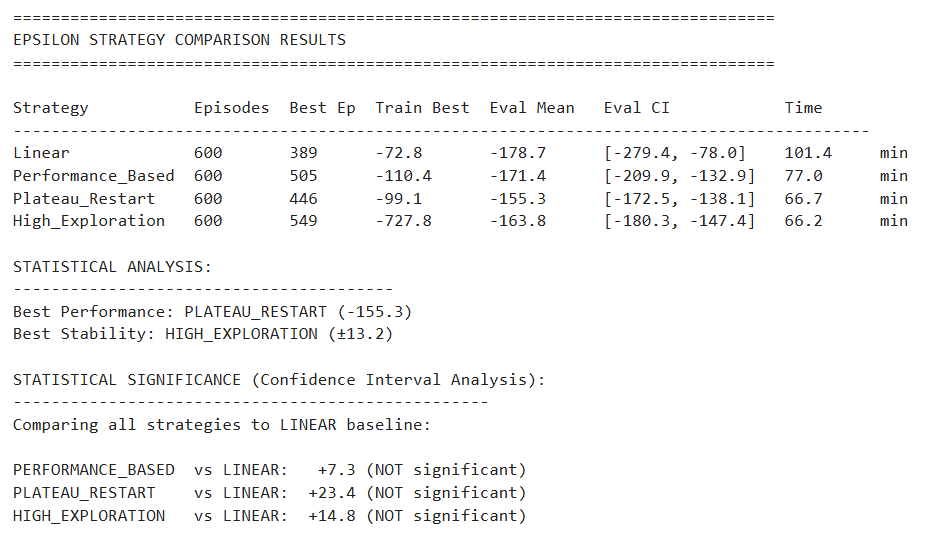 ================================================================================
EPSILON STRATEGY COMPARISON RESULTS
================================================================================
Strategy           Episodes  Best Ep  Train Best  Eval Mean   Eval CI            Time
------------------------------------------------------------------------------------------
Linear             600       389      -72.8       -178.7      [-279.4, -78.0]    101.4     min
Performance_Based  600       505      -110.4      -171.4      [-209.9, -132.9]   77.0      min
Plateau_Restart    600       446      -99.1       -155.3      [-172.5, -138.1]   66.7      min
High_Exploration   600       549      -727.8      -163.8      [-180.3, -147.4]   66.2      min
STATISTICAL ANALYSIS:
----------------------------------------
Best Performance: PLATEAU_RESTART (-155.3)
Best Stability: HIGH_EXPLORATION (±13.2)
STATISTICAL SIGNIFICANCE (Confidence Interval Analysis):
--------------------------------------------------
Comparing all strategies to LINEAR baseline:
PERFORMANCE_BASED  vs LINEAR:   +7.3 (NOT significant)
PLATEAU_RESTART    vs LINEAR:  +23.4 (NOT significant)
HIGH_EXPLORATION   vs LINEAR:  +14.8 (NOT significant)